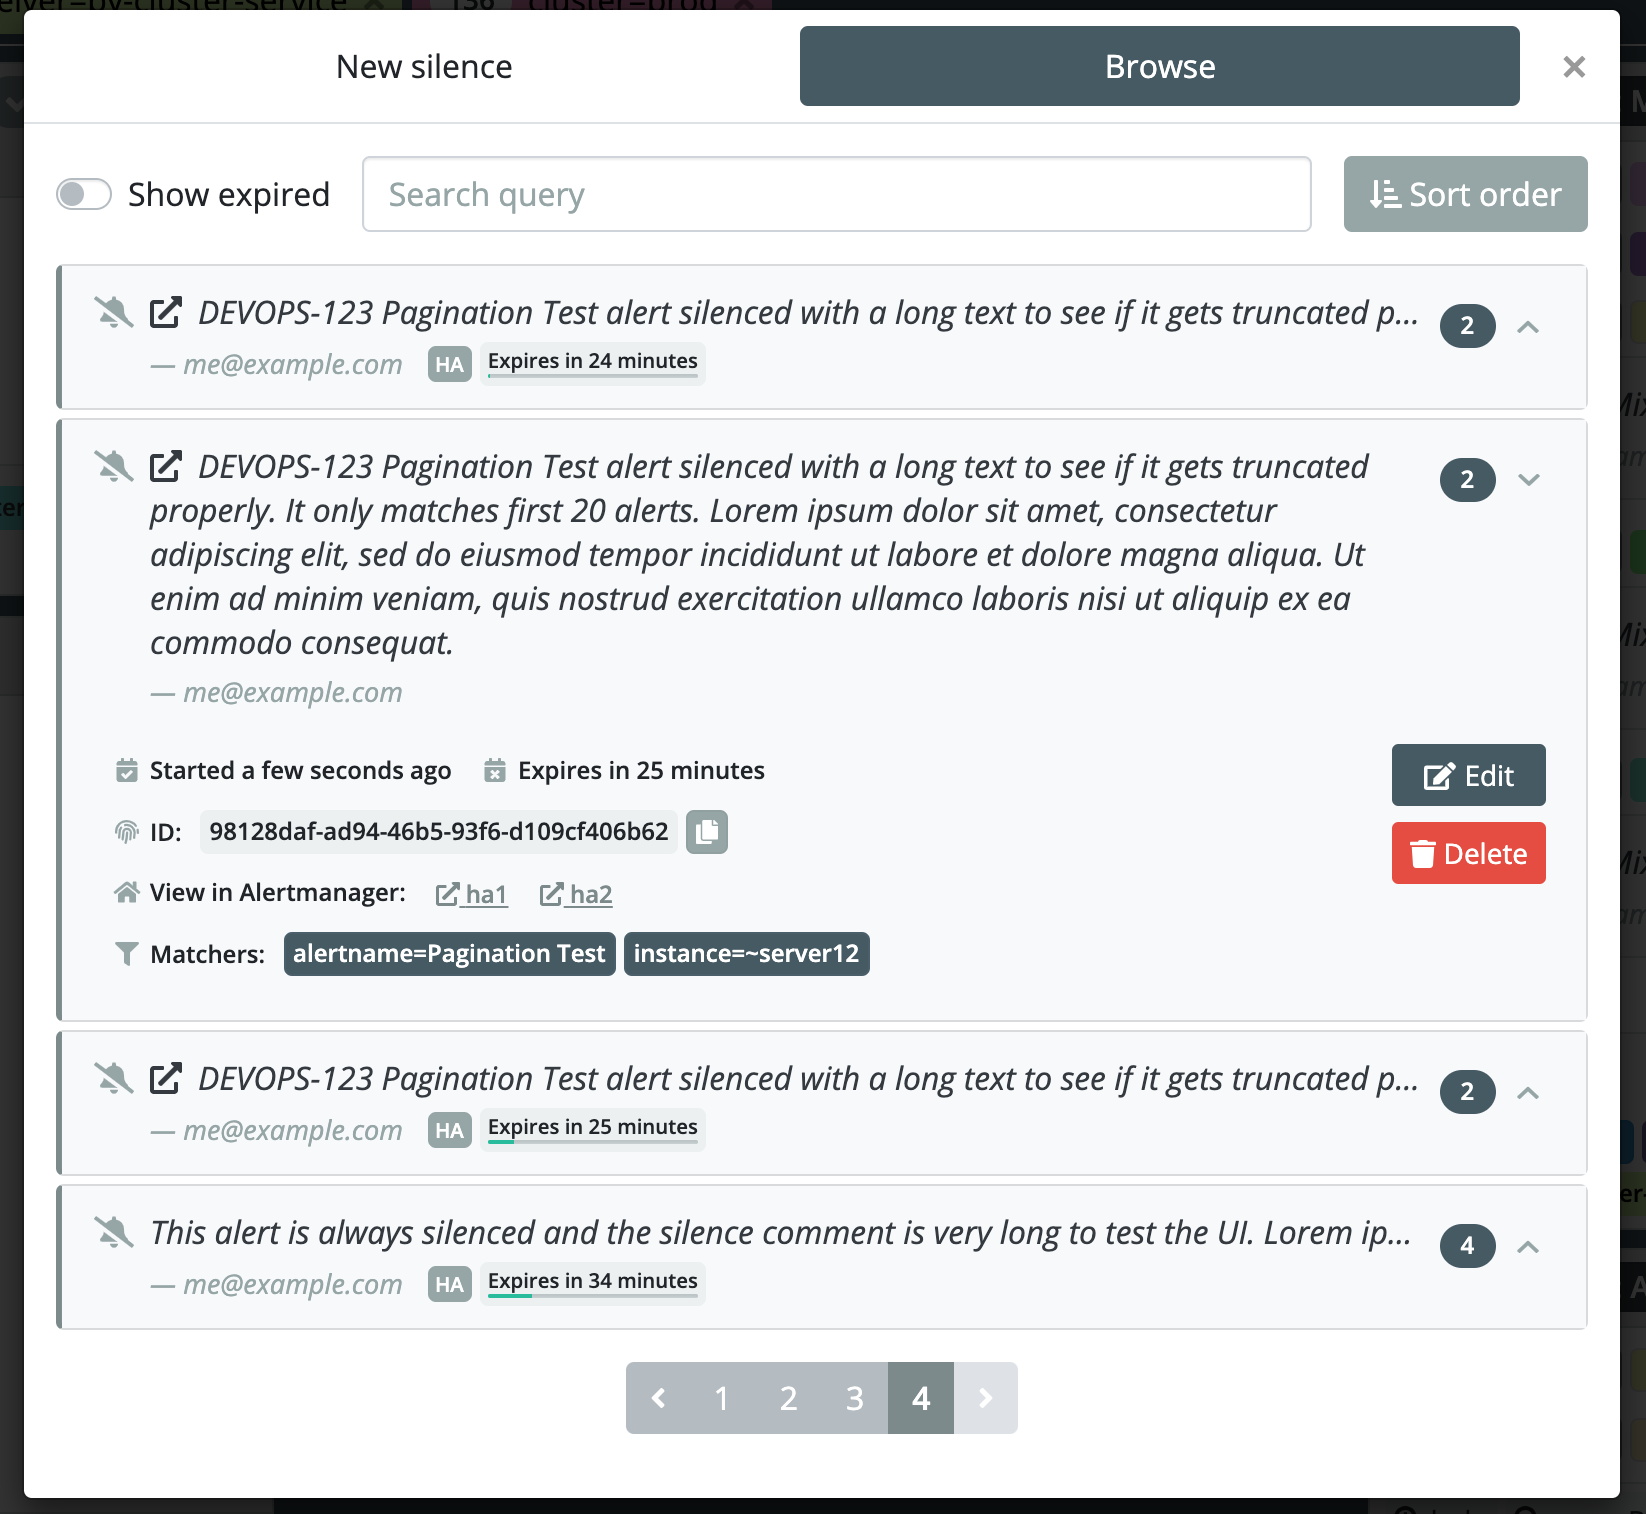 136 cluster=prod
New silence
Browse
Show expired
Search query
Sort order
DEVOPS-123 Pagination Test alert silenced with a long text to see if it gets truncated p...
2
— me@example.com HA Expires in 24 minutes
DEVOPS-123 Pagination Test alert silenced with a long text to see if it gets truncated
2
properly. It only matches first 20 alerts. Lorem ipsum dolor sit amet, consectetur
adipiscing elit, sed do eiusmod tempor incididunt ut labore et dolore magna aliqua. Ut
enim ad minim veniam, quis nostrud exercitation ullamco laboris nisi ut aliquip ex ea
commodo consequat.
— me@example.com
Started a few seconds ago Expires in 25 minutes
Edit
ID: 98128daf-ad94-46b5-93f6-d109cf406b62
Delete
View in Alertmanager: ha1 ha2
Matchers: alertname=Pagination Test instance=~server12
DEVOPS-123 Pagination Test alert silenced with a long text to see if it gets truncated p...
2
— me@example.com HA Expires in 25 minutes
This alert is always silenced and the silence comment is very long to test the UI. Lorem ip...
4
— me@example.com HA Expires in 34 minutes
1 2 3 4